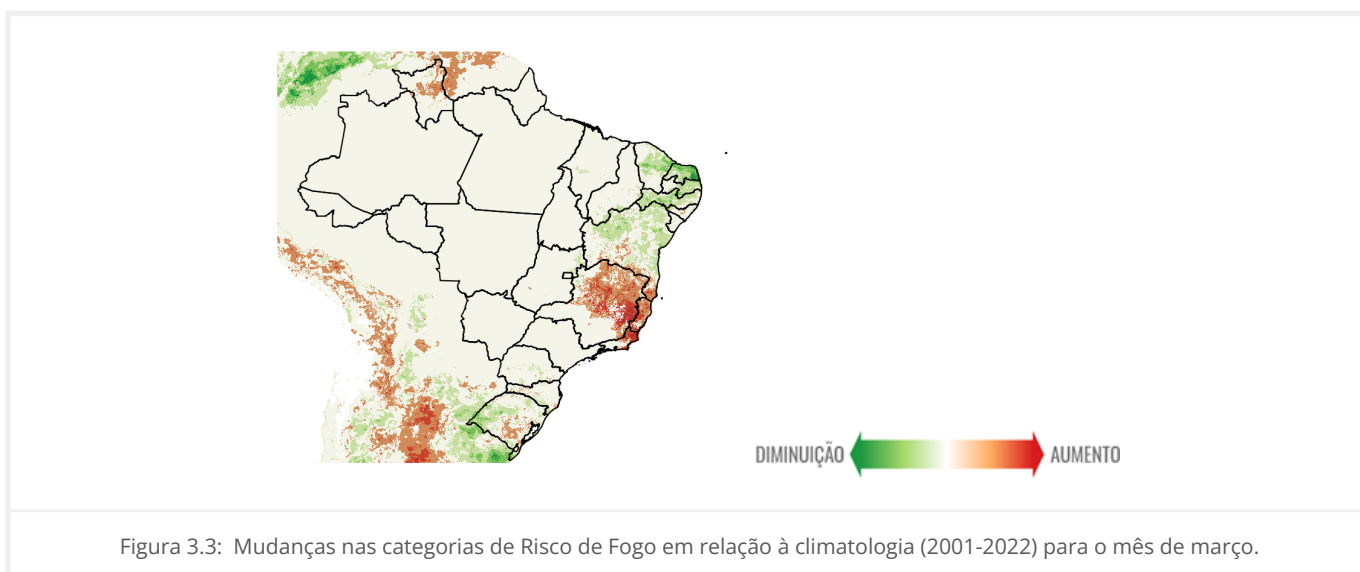 DIMINUIÇÃO
AUMENTO
Figura 3.3: Mudanças nas categorias de Risco de Fogo em relação à climatologia (2001-2022) para o mês de março.